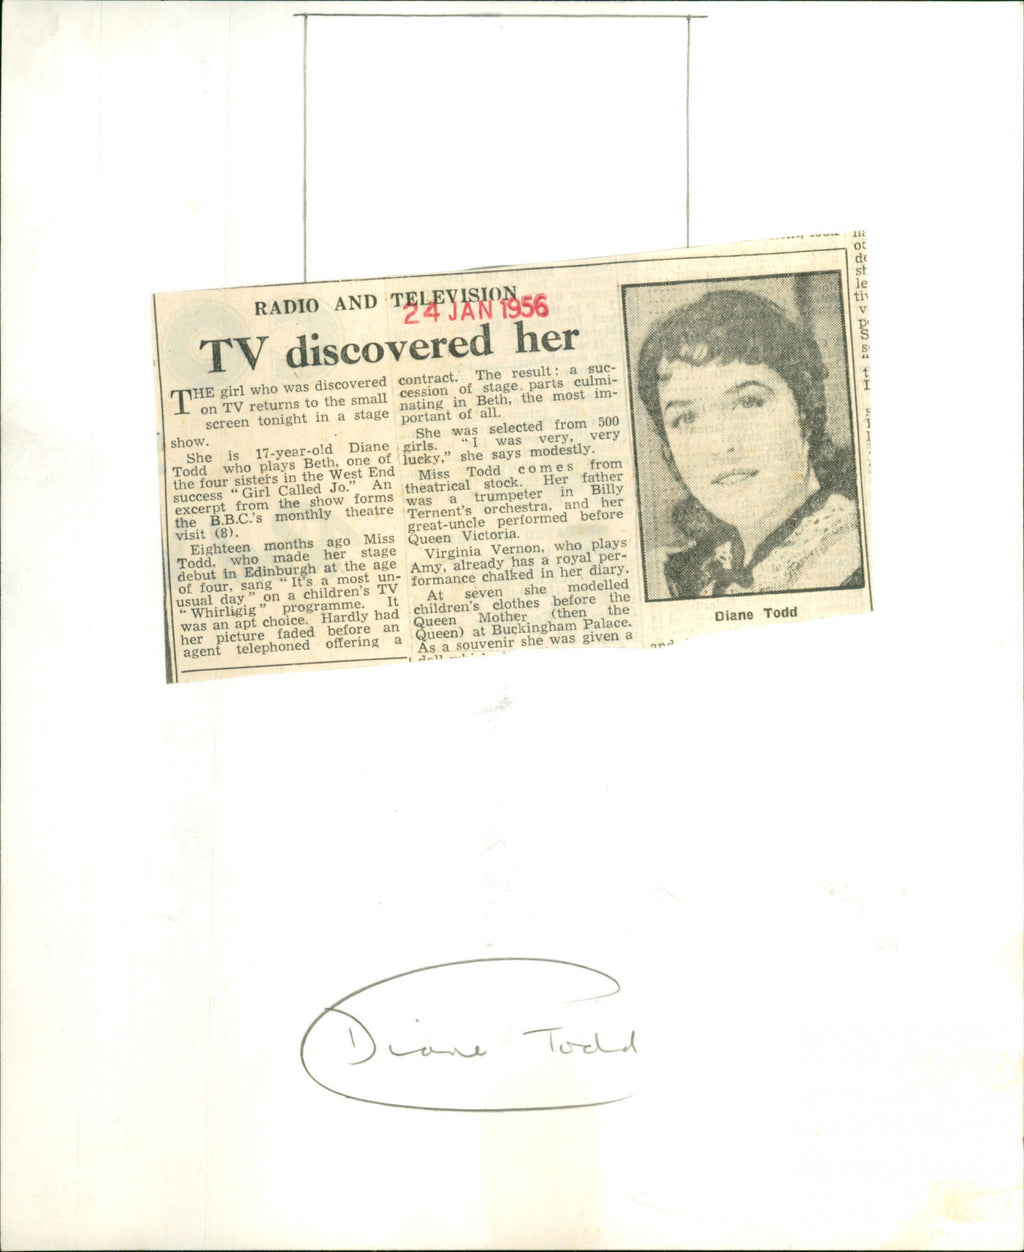 RADIO AND TELEVISION
24 JAN 1956
TV discovered her
THE girl who was discovered
on TV returns to the small
screen tonight in a stage
show.
She is 17-year-old Diane
Todd who plays Beth, one of
the four sisters in the West End
success "Girl Called Jo." An
excerpt from the show forms
the B.B.C.'s monthly theatre
visit (8).
Eighteen months ago Miss
Todd, who made her stage
debut in Edinburgh at the age
of four, sang "It's a most un-
usual day" on a children's TV
"Whirligig" programme. It
was an apt choice. Hardly had
her picture faded before an
agent telephoned offering a
contract. The result: a suc-
cession of stage parts culmi-
nating in Beth, the most im-
portant of all.
She was selected from 500
girls. "I was very, very
lucky," she says modestly.
Miss Todd comes from
theatrical stock. Her father
was a trumpeter in Billy
Ternent's orchestra, and her
great-uncle performed before
Queen Victoria.
Virginia Vernon, who plays
Amy, already has a royal per-
formance chalked in her diary.
At seven she modelled
children's clothes before the
Queen Mother (then the
Queen) at Buckingham Palace.
As a souvenir she was given a
Diane Todd
and
Diane Todd